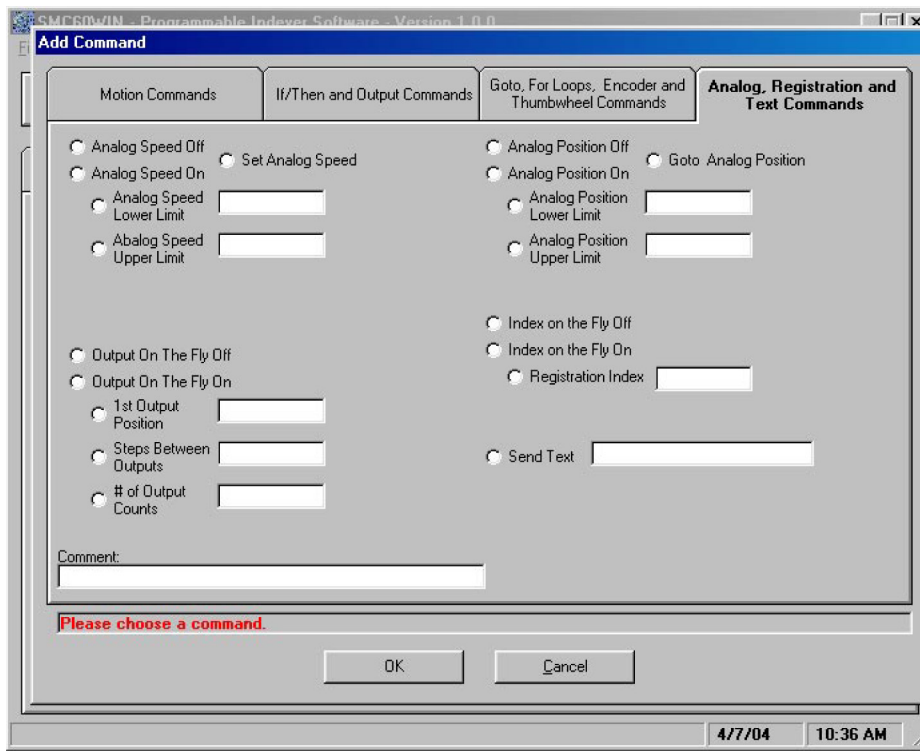 SMC60WIN - Programmable Indexer Software - Version 1.0.0
Add Command
Motion Commands
If/Then and Output Commands
Goto, For Loops, Encoder and
Thumbwheel Commands
Analog, Registration and
Text Commands
Analog Speed Off
Set Analog Speed
Analog Speed On
Analog Speed
Lower Limit
Abalog Speed
Upper Limit
Analog Position Off
Goto Analog Position
Analog Position On
Analog Position
Lower Limit
Analog Position
Upper Limit
Output On The Fly Off
Output On The Fly On
1st Output
Position
Steps Between
Outputs
# of Output
Counts
Index on the Fly Off
Index on the Fly On
Registration Index
Send Text
Comment:
Please choose a command.
OK
Cancel
4/7/04
10:36 AM